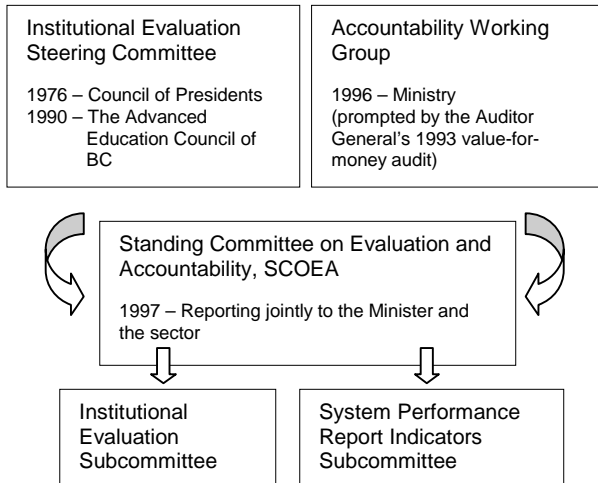 Institutional Evaluation
Steering Committee
1976 – Council of Presidents
1990 – The Advanced
Education Council of
BC
Accountability Working
Group
1996 – Ministry
(prompted by the Auditor
General's 1993 value-for-
money audit)
Standing Committee on Evaluation and
Accountability, SCOEA
1997 – Reporting jointly to the Minister and
the sector
Institutional
Evaluation
Subcommittee
System Performance
Report Indicators
Subcommittee